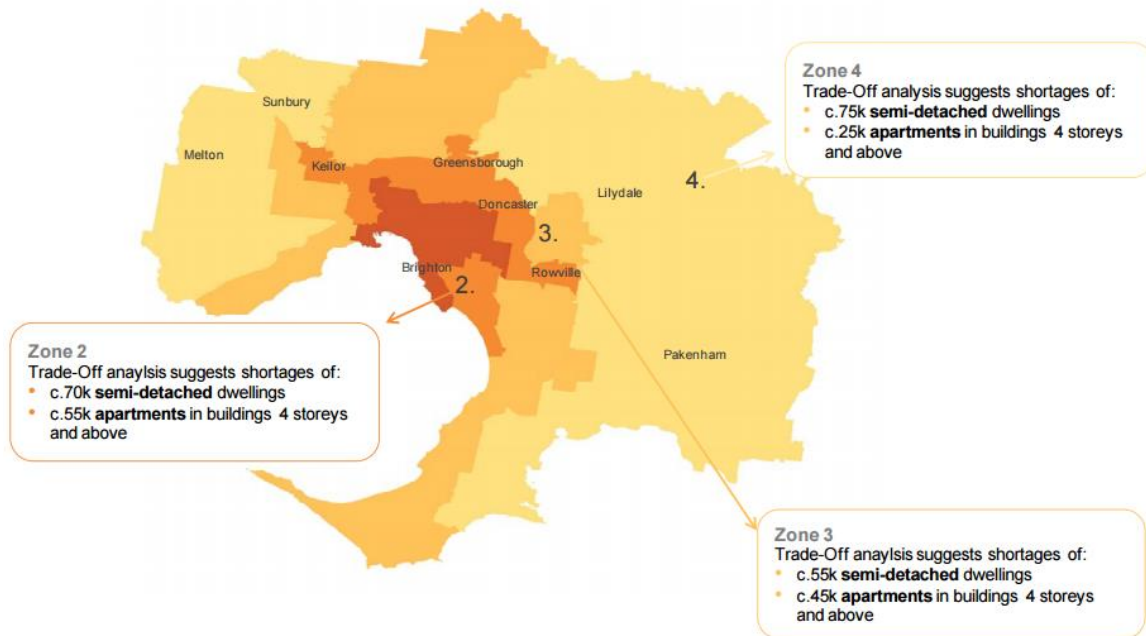 Zone 4
Trade-Off analysis suggests shortages of:
• c.75k semi-detached dwellings
• c.25k apartments in buildings 4 storeys
and above
Sunbury
Melton
Keilor
Greensborough
Lilydale
4.
Doncaster
3.
Brighton
Rowville
2.
Pakenham
Zone 2
Trade-Off anaylsis suggests shortages of:
• c.70k semi-detached dwellings
• c.55k apartments in buildings 4 storeys
and above
Zone 3
Trade-Off anaylsis suggests shortages of:
• c.55k semi-detached dwellings
• c.45k apartments in buildings 4 storeys
and above